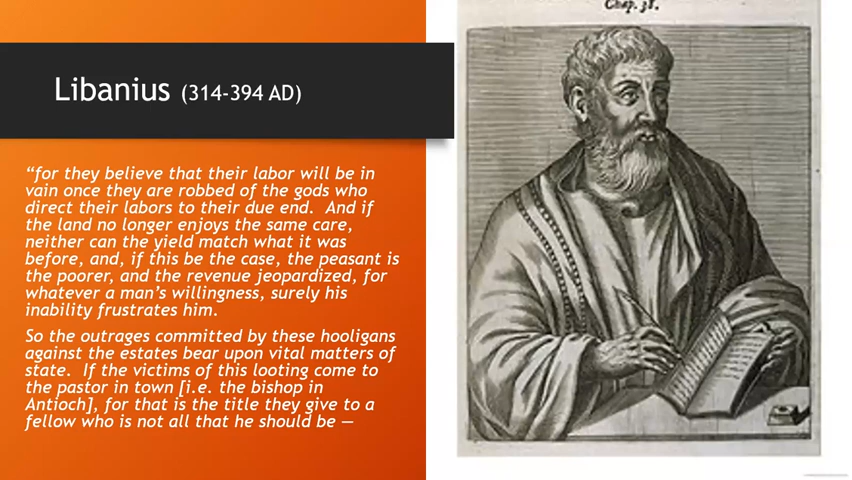 Chap. 38.
Libanius (314-394 AD)
“for they believe that their labor will be in
vain once they are robbed of the gods who
direct their labors to their due end.  And if
the land no longer enjoys the same care,
neither can the yield match what it was
before, and, if this be the case, the peasant is
the poorer, and the revenue jeopardized, for
whatever a man’s willingness, surely his
inability frustrates him.
So the outrages committed by these hooligans
against the estates bear upon vital matters of
state.  If the victims of this looting come to
the pastor in town [i.e. the bishop in
Antioch], for that is the title they give to a
fellow who is not all that he should be —